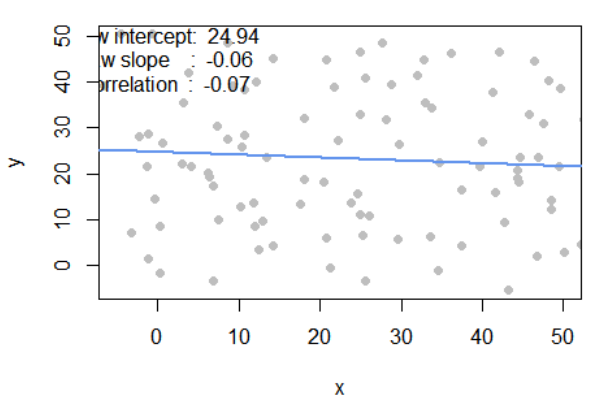 w intercept: 24.94
w slope : -0.06
orrelation : -0.07
50
40
30
20
10
0
y
0 10 20 30 40 50
x